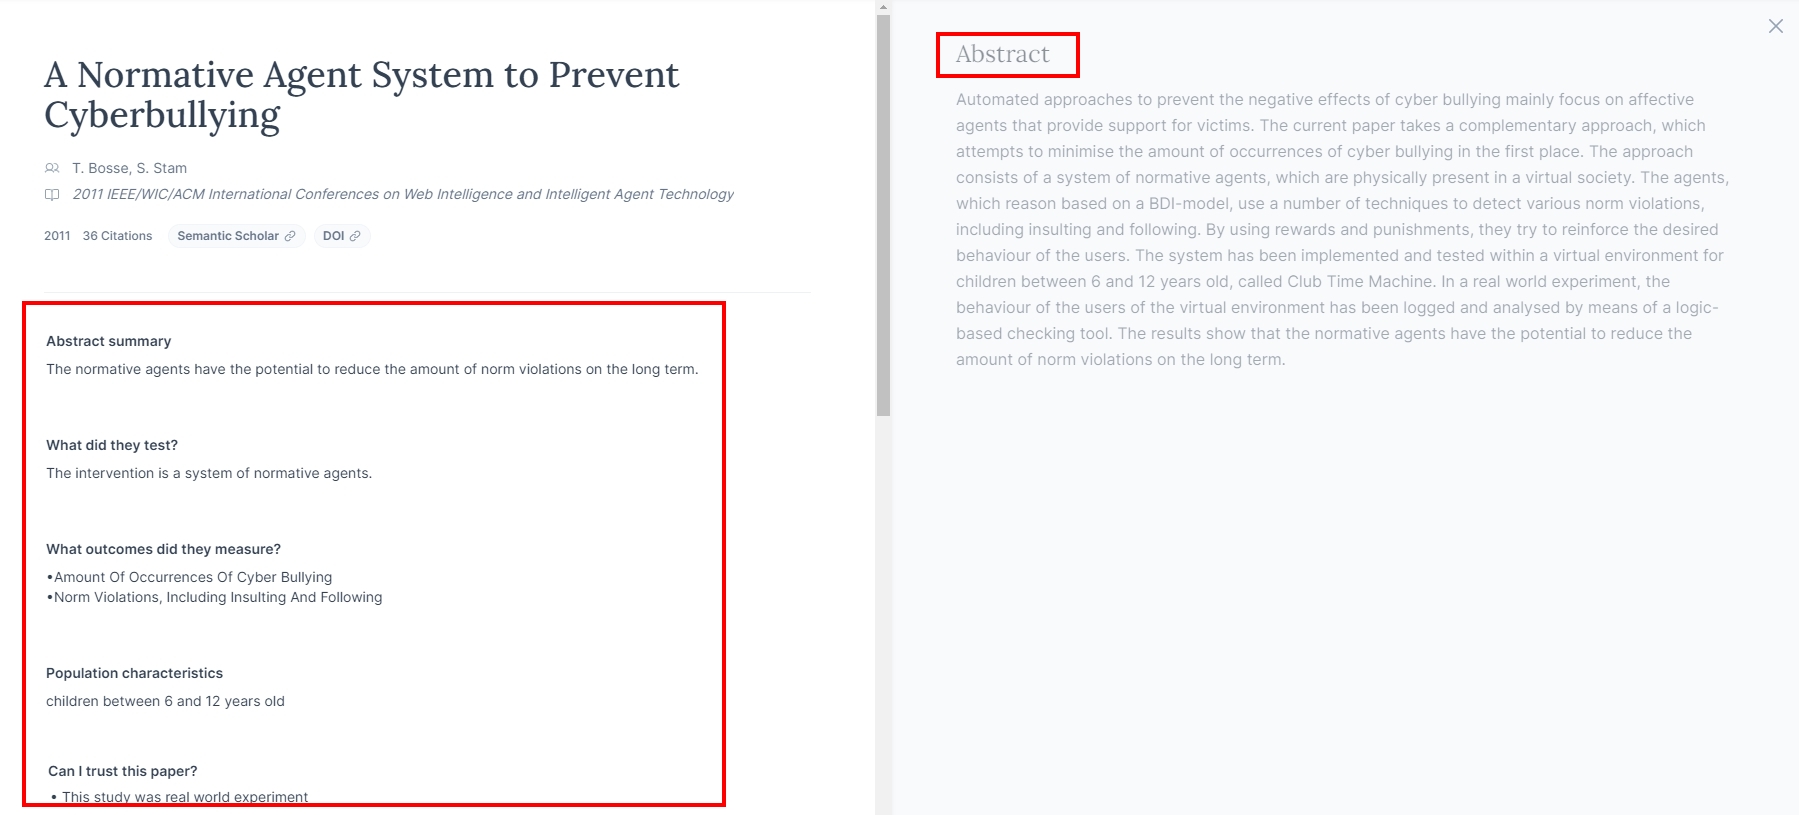 A Normative Agent System to Prevent
Cyberbullying
T. Bosse, S. Stam
2011 IEEE/WIC/ACM International Conferences on Web Intelligence and Intelligent Agent Technology
2011 36 Citations Semantic Scholar DOI
Abstract summary
The normative agents have the potential to reduce the amount of norm violations on the long term.
What did they test?
The intervention is a system of normative agents.
What outcomes did they measure?
•Amount Of Occurrences Of Cyber Bullying
•Norm Violations, Including Insulting And Following
Population characteristics
children between 6 and 12 years old
Can I trust this paper?
• This study was real world experiment
Abstract
Automated approaches to prevent the negative effects of cyber bullying mainly focus on affective
agents that provide support for victims. The current paper takes a complementary approach, which
attempts to minimise the amount of occurrences of cyber bullying in the first place. The approach
consists of a system of normative agents, which are physically present in a virtual society. The agents,
which reason based on a BDI-model, use a number of techniques to detect various norm violations,
including insulting and following. By using rewards and punishments, they try to reinforce the desired
behaviour of the users. The system has been implemented and tested within a virtual environment for
children between 6 and 12 years old, called Club Time Machine. In a real world experiment, the
behaviour of the users of the virtual environment has been logged and analysed by means of a logic-
based checking tool. The results show that the normative agents have the potential to reduce the
amount of norm violations on the long term.